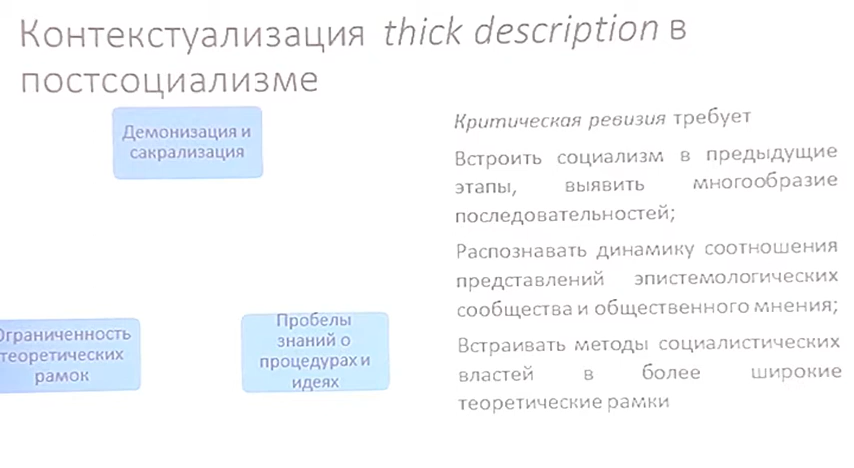 Контекстуализация thick description в
постсоциализме
Демонизация и
сакрализация
Ограниченность
теоретических
рамок
Пробелы
знаний о
процедурах и
идеях
Критическая ревизия требует
Встроить социализм в предыдущие
этапы, выявить многообразие
последовательностей;
Распознавать динамику соотношения
представлений эпистемологических
сообщества и общественного мнения;
Встраивать методы социалистических
властей в более широкие
теоретические рамки